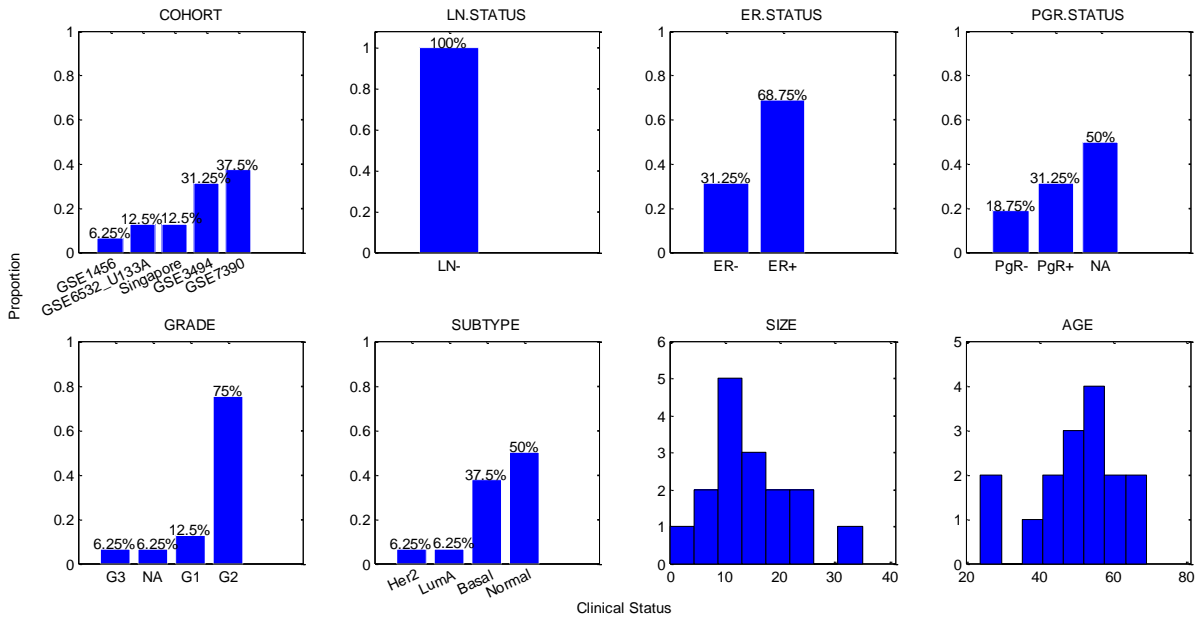 COHORT
1
0.8
0.6
0.4
0.2
0
6.25%
12.5%
12.5%
31.25%
37.5%
GSE1456
GSE6532_U133A
Singapore
GSE3494
GSE7390
LN.STATUS
1
0.8
0.6
0.4
0.2
0
100%
LN-
ER.STATUS
1
0.8
0.6
0.4
0.2
0
31.25%
68.75%
ER-
ER+
PGR.STATUS
1
0.8
0.6
0.4
0.2
0
18.75%
31.25%
50%
PgR-
PgR+
NA
Proportion
GRADE
1
0.8
0.6
0.4
0.2
0
6.25%
6.25%
12.5%
75%
G3
NA
G1
G2
SUBTYPE
1
0.8
0.6
0.4
0.2
0
6.25%
6.25%
37.5%
50%
Her2
LumA
Basal
Normal
SIZE
6
5
4
3
2
1
0
0
10
20
30
40
AGE
5
4
3
2
1
0
20
40
60
80
Clinical Status